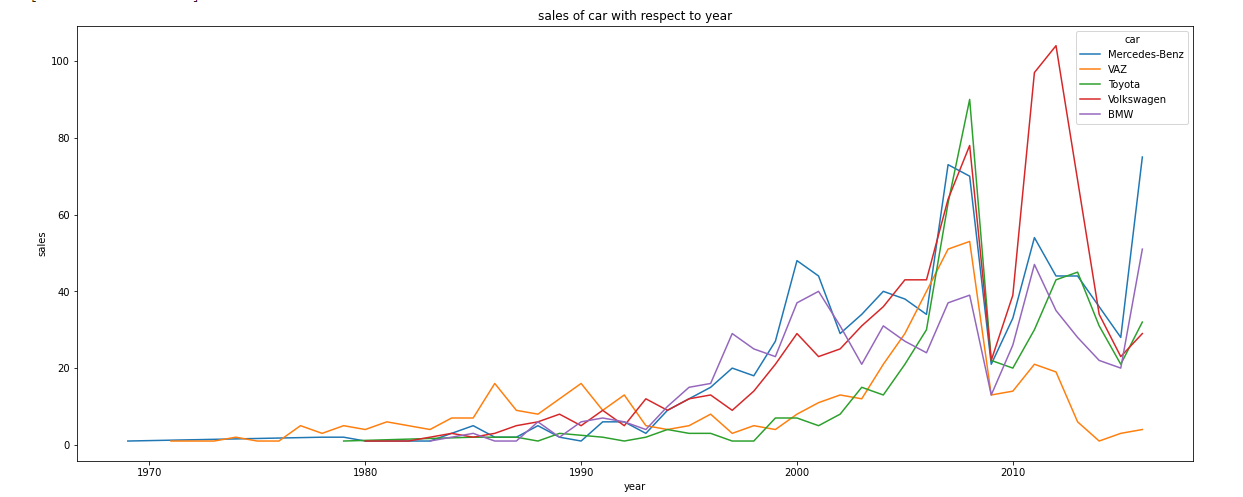 sales of car with respect to year
car
Mercedes-Benz
VAZ
Toyota
Volkswagen
BMW
100
80
60
40
20
0
sales
1970 1980 1990 2000 2010
year